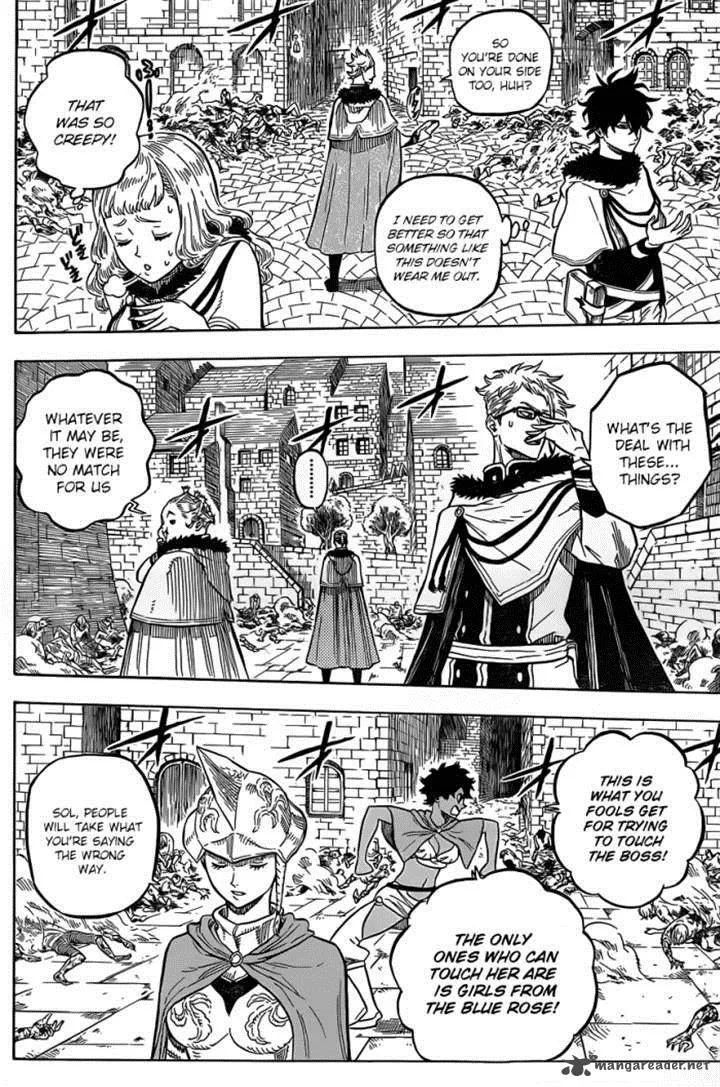 SO
YOU'RE DONE
ON YOUR SIDE
TOO, HUH?
I NEED TO GET
BETTER SO THAT
SOMETHING LIKE
THIS DOESN'T
WEAR ME OUT.
THAT
WAS SO
CREEPY!
WHAT'S THE
DEAL WITH
THESE...
THINGS?
........
WHATEVER
IT MAY BE,
THEY WERE
NO MATCH
FOR US
THIS IS
WHAT YOU
FOOLS GET
FOR TRYING
TO TOUCH
THE BOSS!
THE ONLY
ONES WHO CAN
TOUCH HER ARE
IS GIRLS FROM
THE BLUE ROSE!
SOL, PEOPLE
WILL TAKE WHAT
YOU'RE SAYING
THE WRONG
WAY.
mangareader.net